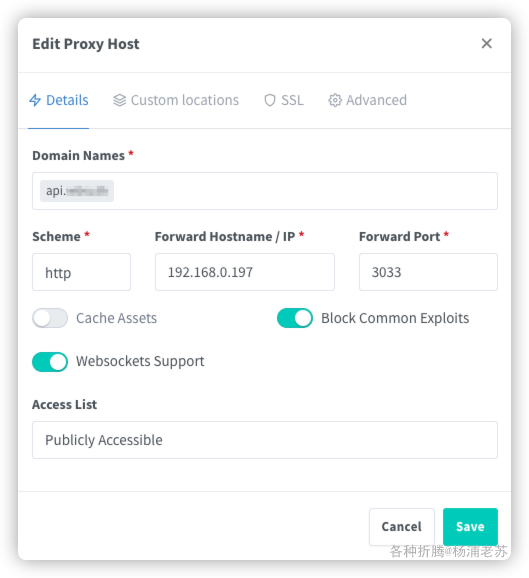 Edit Proxy Host
Details Custom locations SSL Advanced
Domain Names *
api.
Scheme * Forward Hostname / IP * Forward Port *
http 192.168.0.197 3033
Cache Assets Block Common Exploits
Websockets Support
Access List
Publicly Accessible
Cancel Save
各种折腾@杨浦老苏